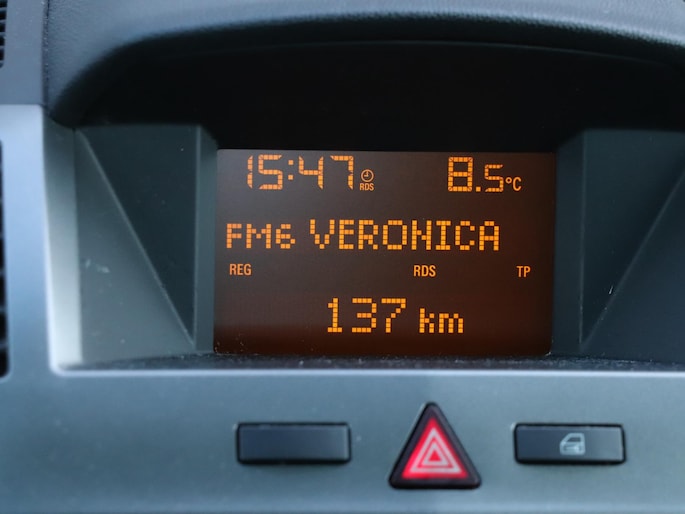 15:47 RDS 8.5°C
FM6 VERONICA
REG RDS TP
137 km